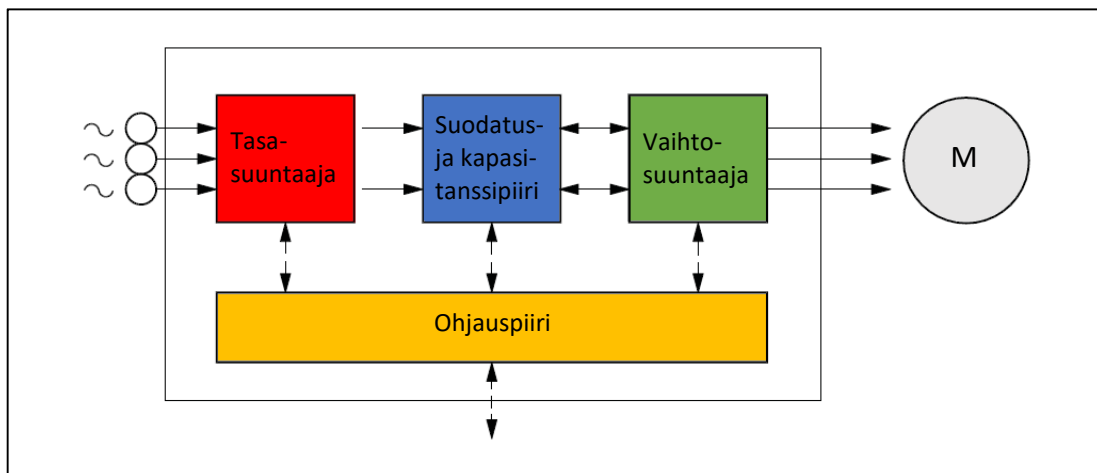 Tasa-
suuntaaja
Suodatus-
ja kapasi-
tanssipiiri
Vaihto-
suuntaaja
M
Ohjauspiiri